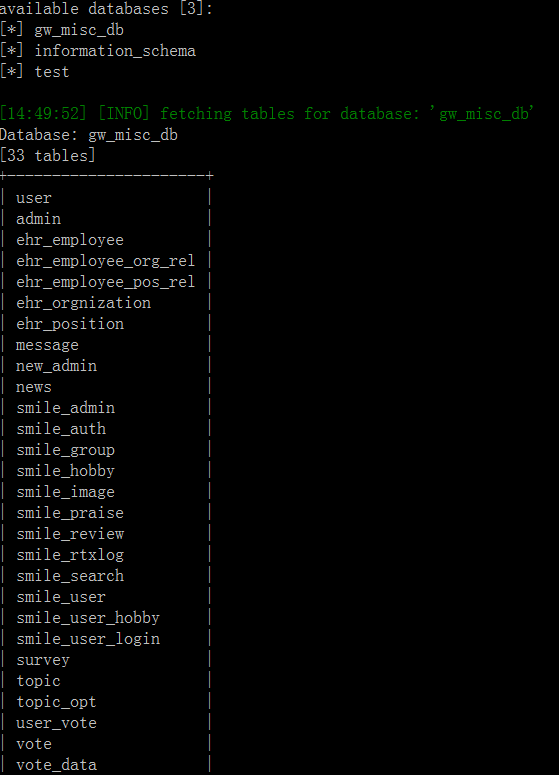 available databases [3]:
[*] gw_misc_db
[*] information_schema
[*] test
[14:49:52] [INFO] fetching tables for database: 'gw_misc_db'
Database: gw_misc_db
[33 tables]
+-----------------------+
| user |
| admin |
| ehr_employee |
| ehr_employee_org_rel |
| ehr_employee_pos_rel |
| ehr_orgnization |
| ehr_position |
| message |
| new_admin |
| news |
| smile_admin |
| smile_auth |
| smile_group |
| smile_hobby |
| smile_image |
| smile_praise |
| smile_review |
| smile_rtxlog |
| smile_search |
| smile_user |
| smile_user_hobby |
| smile_user_login |
| survey |
| topic |
| topic_opt |
| user_vote |
| vote |
| vote_data |